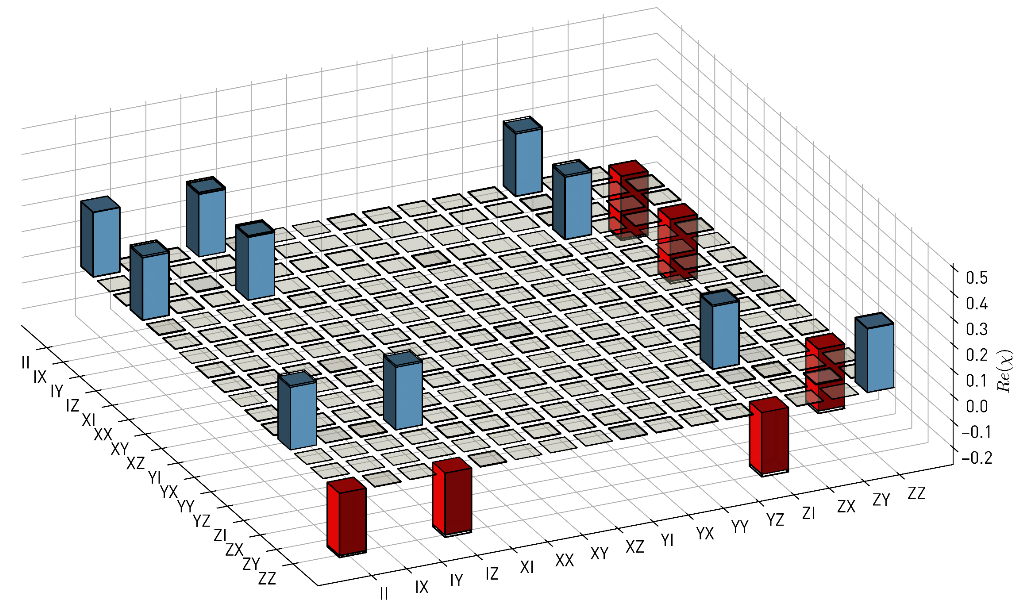 0.5
0.4
0.3
0.2
0.1
0.0
−0.1
−0.2
Re(χ)
II
IX
IY
IZ
XI
XX
XY
XZ
YI
YX
YY
YZ
ZI
ZX
ZY
ZZ
II
IX
IY
IZ
XI
XX
XY
XZ
YI
YX
YY
YZ
ZI
ZX
ZY
ZZ